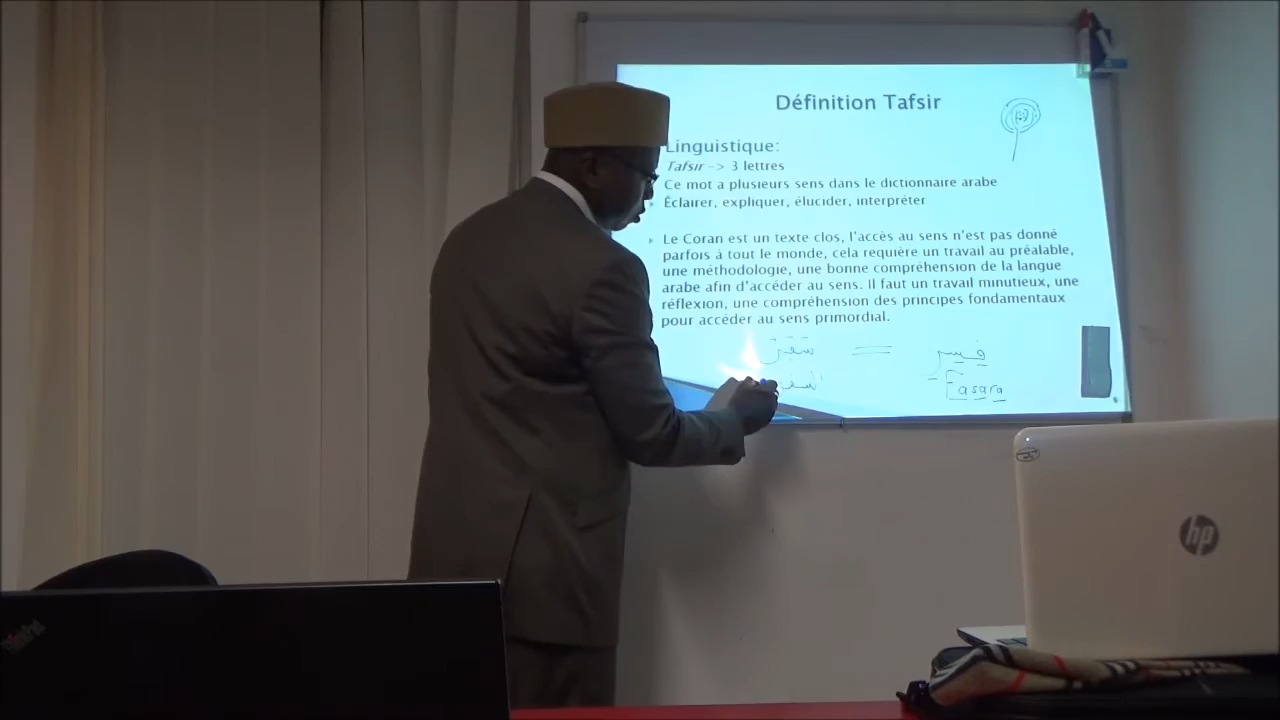 Définition Tafsir
Linguistique:
Tafsir -> 3 lettres
Ce mot a plusieurs sens dans le dictionnaire arabe
Éclairer, expliquer, élucider, interpréter
Le Coran est un texte clos, l'accès au sens n'est pas donné
parfois à tout le monde, cela requière un travail au préalable,
une méthodologie, une bonne compréhension de la langue
arabe afin d'accéder au sens. Il faut un travail minutieux, une
réflexion, une compréhension des principes fondamentaux
pour accéder au sens primordial.
فسر =
Fasara
hp
ThinkPad